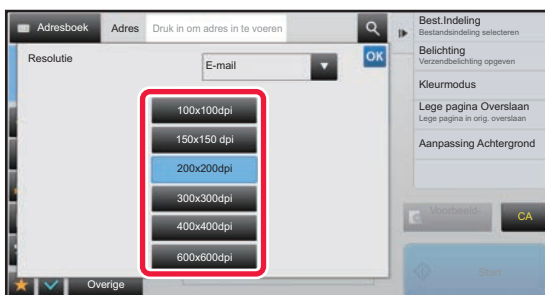 Adresboek
Adres
Druk in om adres in te voeren
Resolutie
E-mail
OK
100x100dpi
150x150 dpi
200x200dpi
300x300dpi
400x400dpi
600x600dpi
Overige
Best.Indeling
Bestandsindeling selecteren
Belichting
Verzendbelichting opgeven
Kleurmodus
Lege pagina Overslaan
Lege pagina in orig. overslaan
Aanpassing Achtergrond
Voorbeeld-
CA
Start